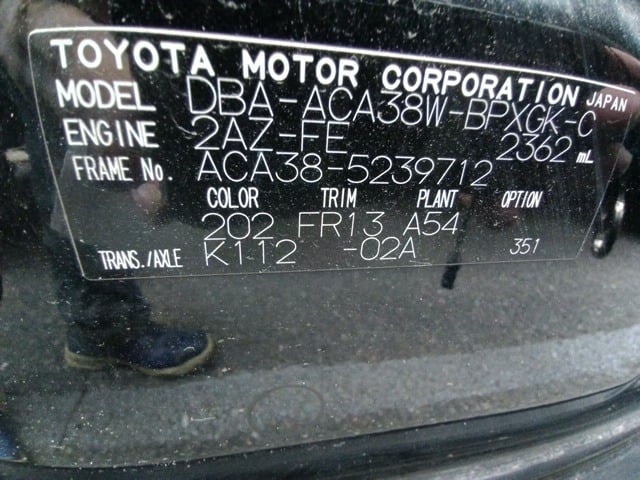 TOYOTA MOTOR CORPORATION JAPAN
MODEL DBA-ACA38W-BPXGK-C
ENGINE 2AZ-FE 2362 mL
FRAME No. ACA38-5239712
COLOR TRIM PLANT OPTION
202 FR13 A54
TRANS./AXLE K112 -02A 351